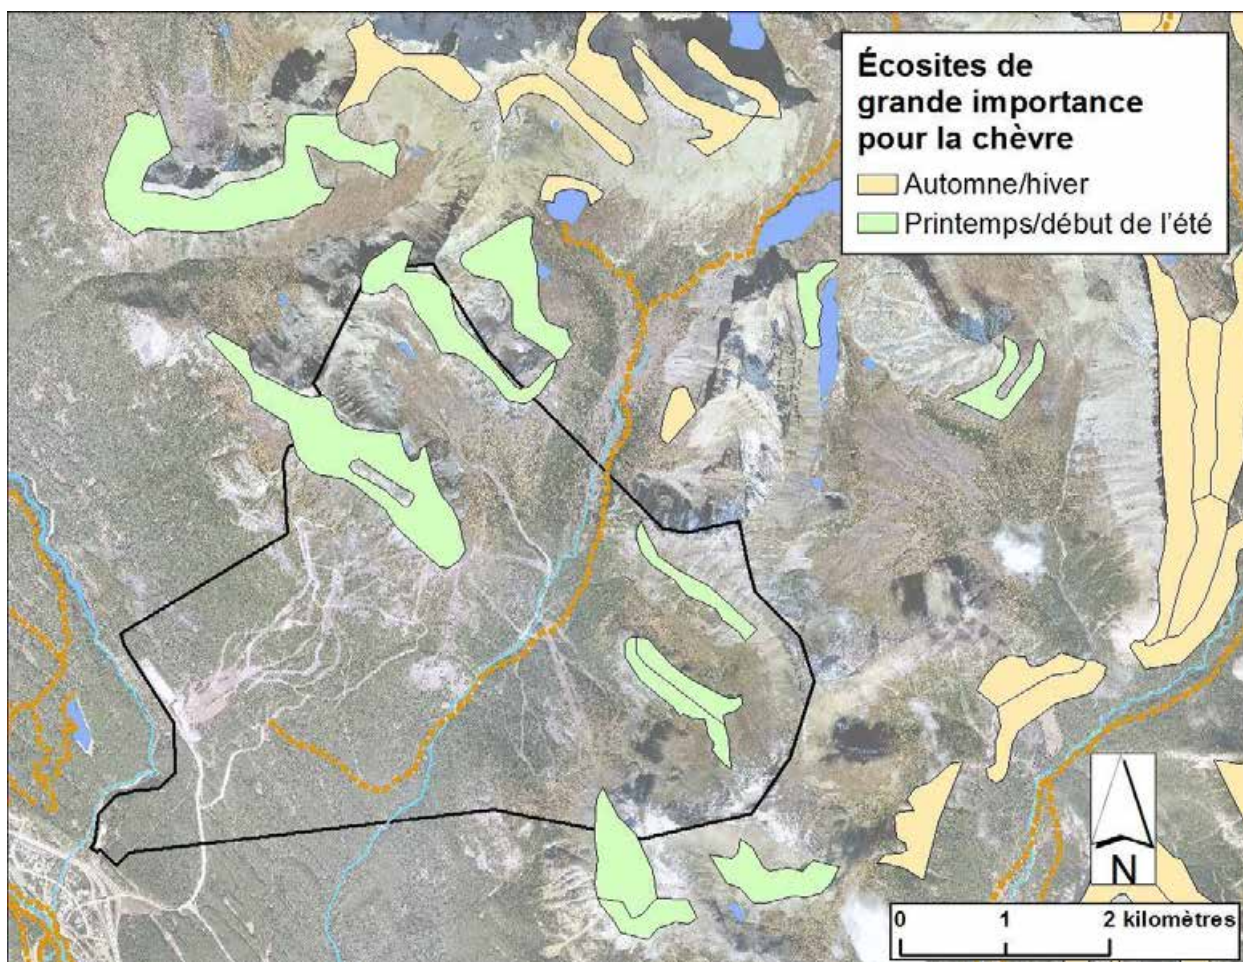 Écosites de
grande importance
pour la chèvre
Automne/hiver
Printemps/début de l'été
N
0 1 2 kilomètres